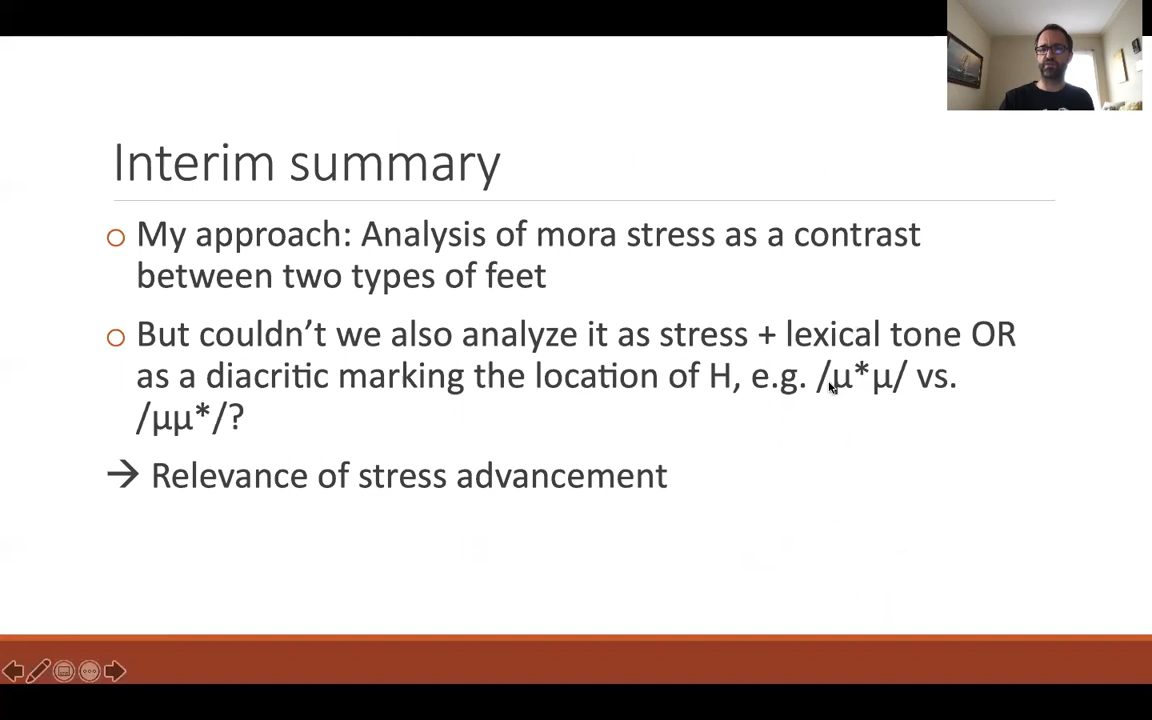 Interim summary
My approach: Analysis of mora stress as a contrast
between two types of feet
But couldn’t we also analyze it as stress + lexical tone OR
as a diacritic marking the location of H, e.g. /μ*μ/ vs.
/μμ*/?
→ Relevance of stress advancement